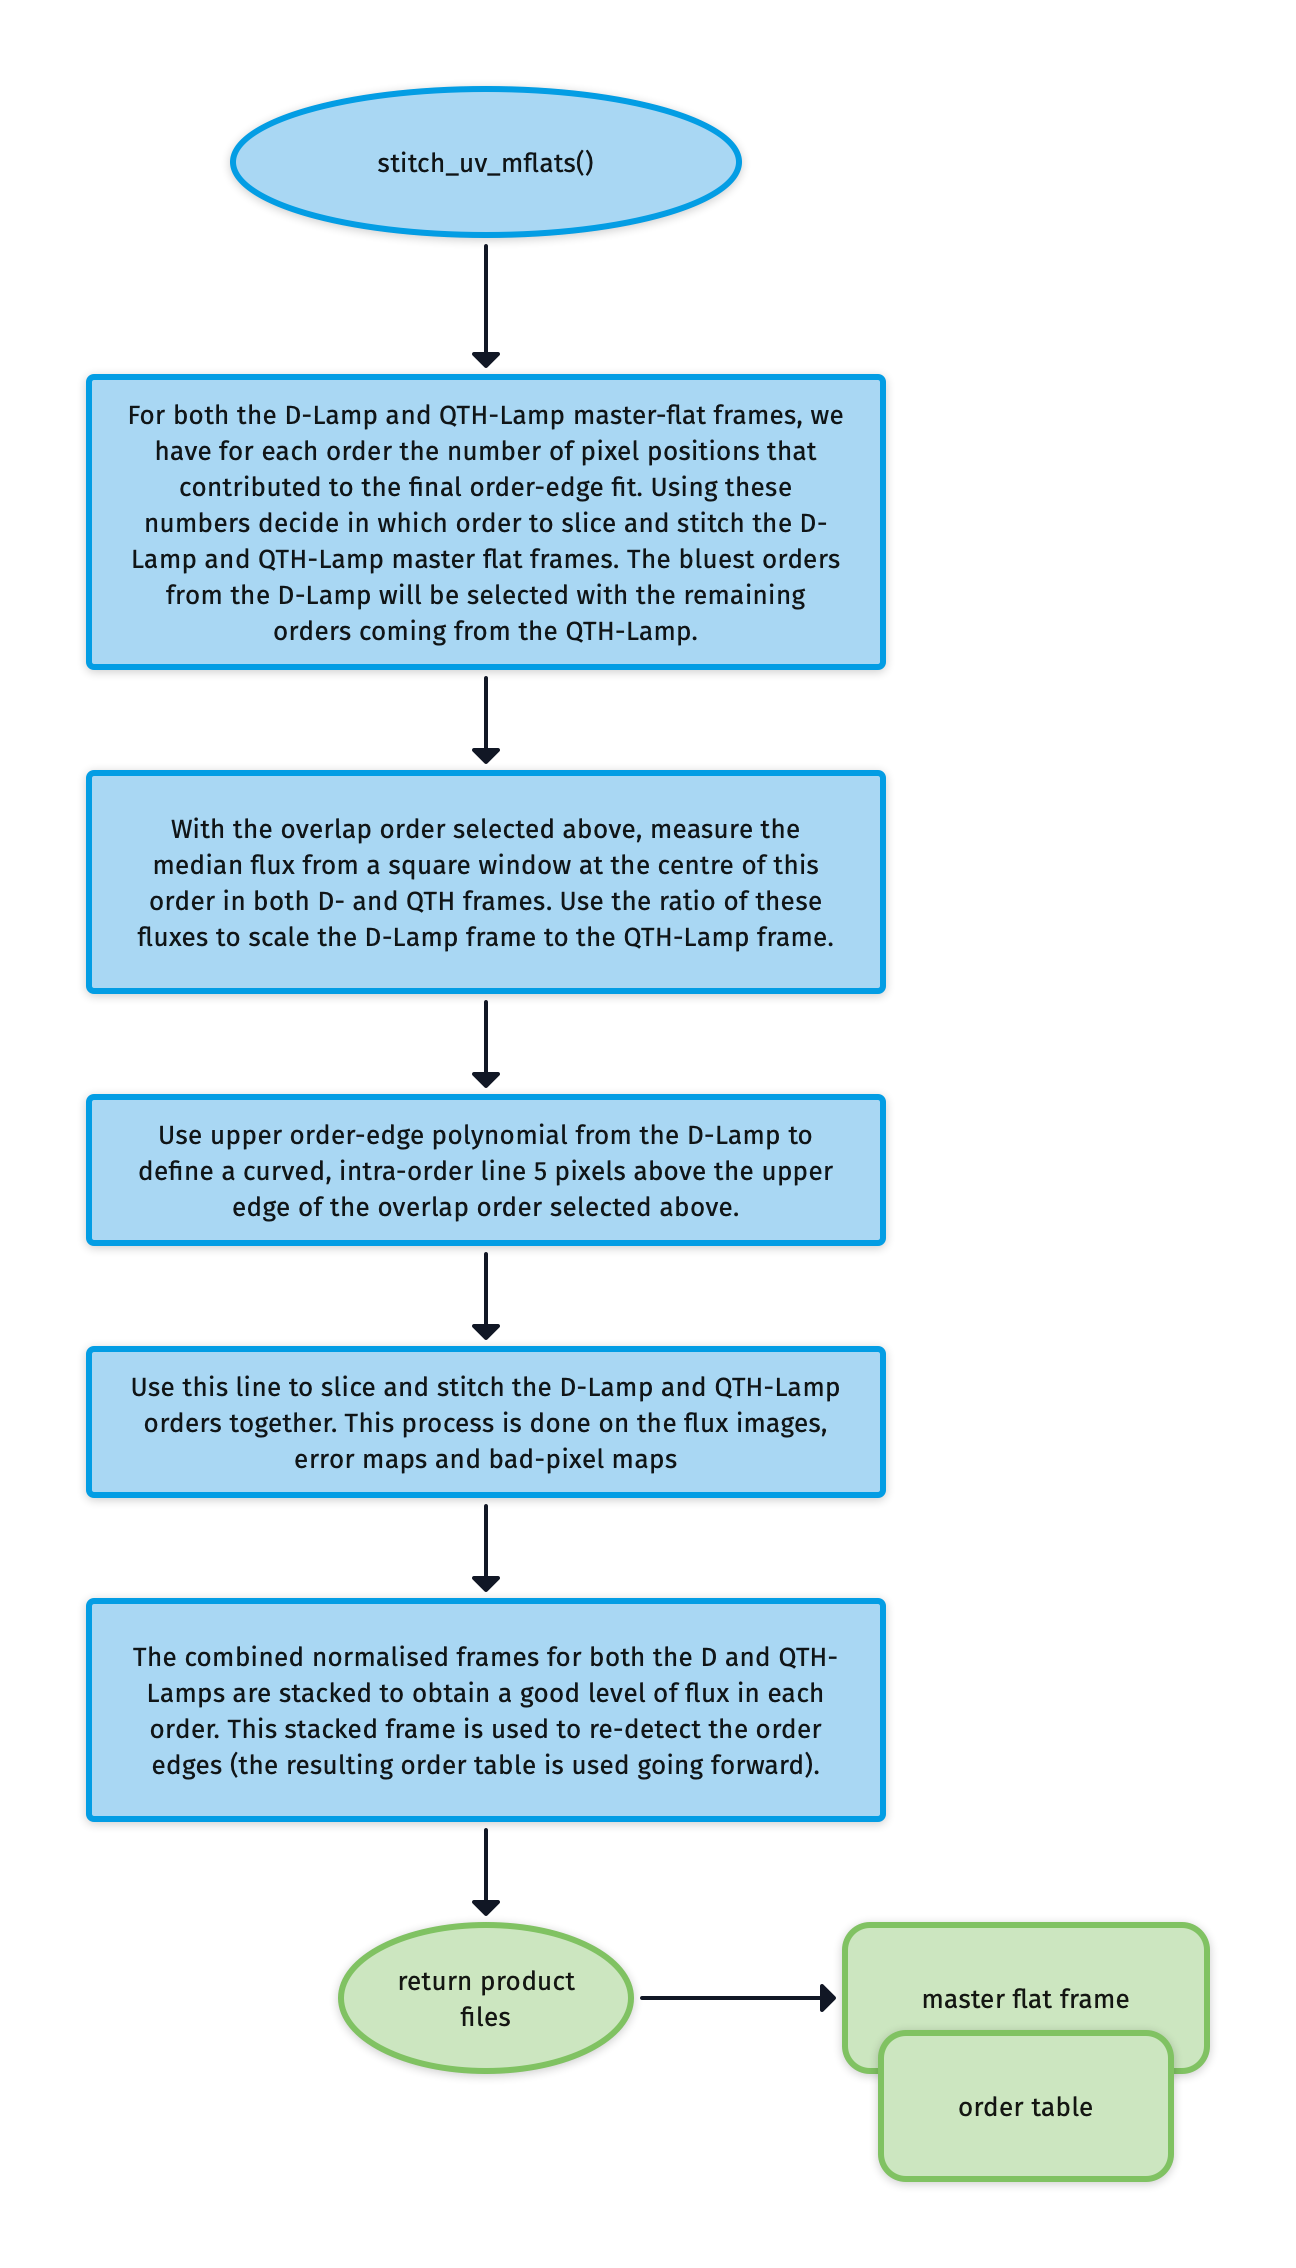 stitch_uv_mflats()
For both the D-Lamp and QTH-Lamp master-flat frames, we
have for each order the number of pixel positions that
contributed to the final order-edge fit. Using these
numbers decide in which order to slice and stitch the D-
Lamp and QTH-Lamp master flat frames. The bluest orders
from the D-Lamp will be selected with the remaining
orders coming from the QTH-Lamp.
With the overlap order selected above, measure the
median flux from a square window at the centre of this
order in both D- and QTH frames. Use the ratio of these
fluxes to scale the D-Lamp frame to the QTH-Lamp frame.
Use upper order-edge polynomial from the D-Lamp to
define a curved, intra-order line 5 pixels above the upper
edge of the overlap order selected above.
Use this line to slice and stitch the D-Lamp and QTH-Lamp
orders together. This process is done on the flux images,
error maps and bad-pixel maps
The combined normalised frames for both the D and QTH-
Lamps are stacked to obtain a good level of flux in each
order. This stacked frame is used to re-detect the order
edges (the resulting order table is used going forward).
return product
files
master flat frame
order table